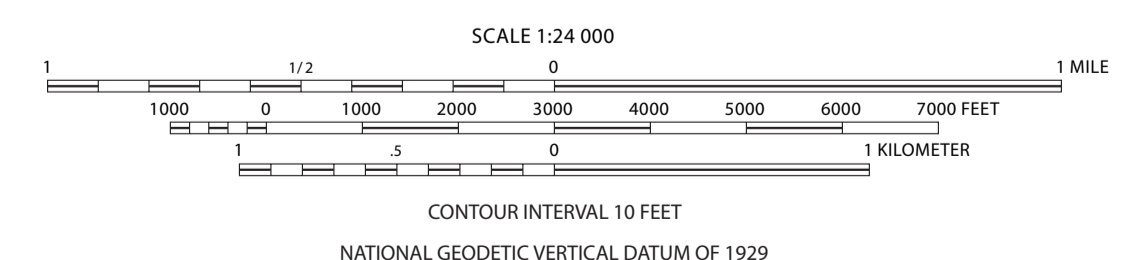 SCALE 1:24 000
1 1/2 0 1 MILE
1000 0 1000 2000 3000 4000 5000 6000 7000 FEET
1 .5 0 1 KILOMETER
CONTOUR INTERVAL 10 FEET
NATIONAL GEODETIC VERTICAL DATUM OF 1929